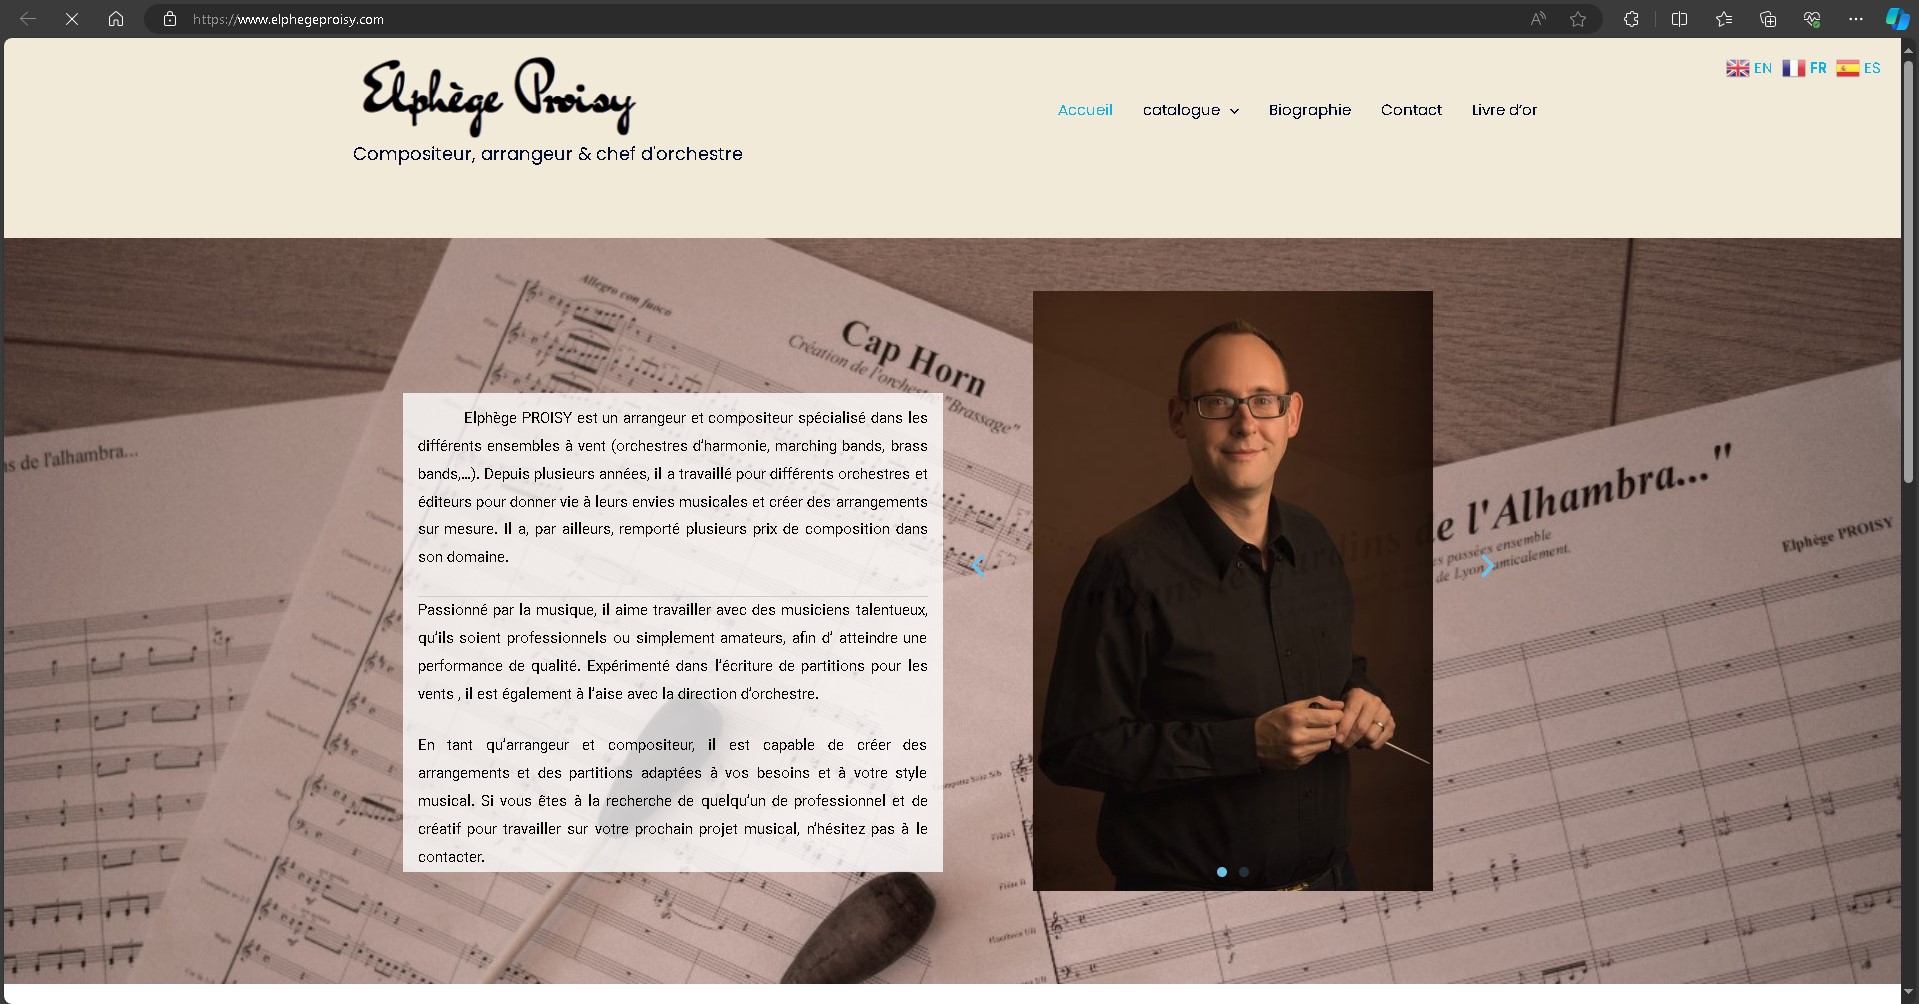 https://www.elphegeproisy.com
Elphège Proisy
Compositeur, arrangeur & chef d'orchestre
EN FR ES
Accueil catalogue Biographie Contact Livre d'or
Allegro con fuoco
Cap Horn
Création de l'orchestre "Brassage"
ns de l'alhambra...
Elphège PROISY est un arrangeur et compositeur spécialisé dans les
différents ensembles à vent (orchestres d'harmonie, marching bands, brass
bands,...). Depuis plusieurs années, il a travaillé pour différents orchestres et
éditeurs pour donner vie à leurs envies musicales et créer des arrangements
sur mesure. Il a, par ailleurs, remporté plusieurs prix de composition dans
son domaine.
Passionné par la musique, il aime travailler avec des musiciens talentueux,
qu'ils soient professionnels ou simplement amateurs, afin d' atteindre une
performance de qualité. Expérimenté dans l'écriture de partitions pour les
vents , il est également à l'aise avec la direction d'orchestre.
En tant qu'arrangeur et compositeur, il est capable de créer des
arrangements et des partitions adaptées à vos besoins et à votre style
musical. Si vous êtes à la recherche de quelqu'un de professionnel et de
créatif pour travailler sur votre prochain projet musical, n'hésitez pas à le
contacter.
"Dans les jardins de l'Alhambra..."
es passées ensemble
de Lyon amicalement.
Elphège PROISY